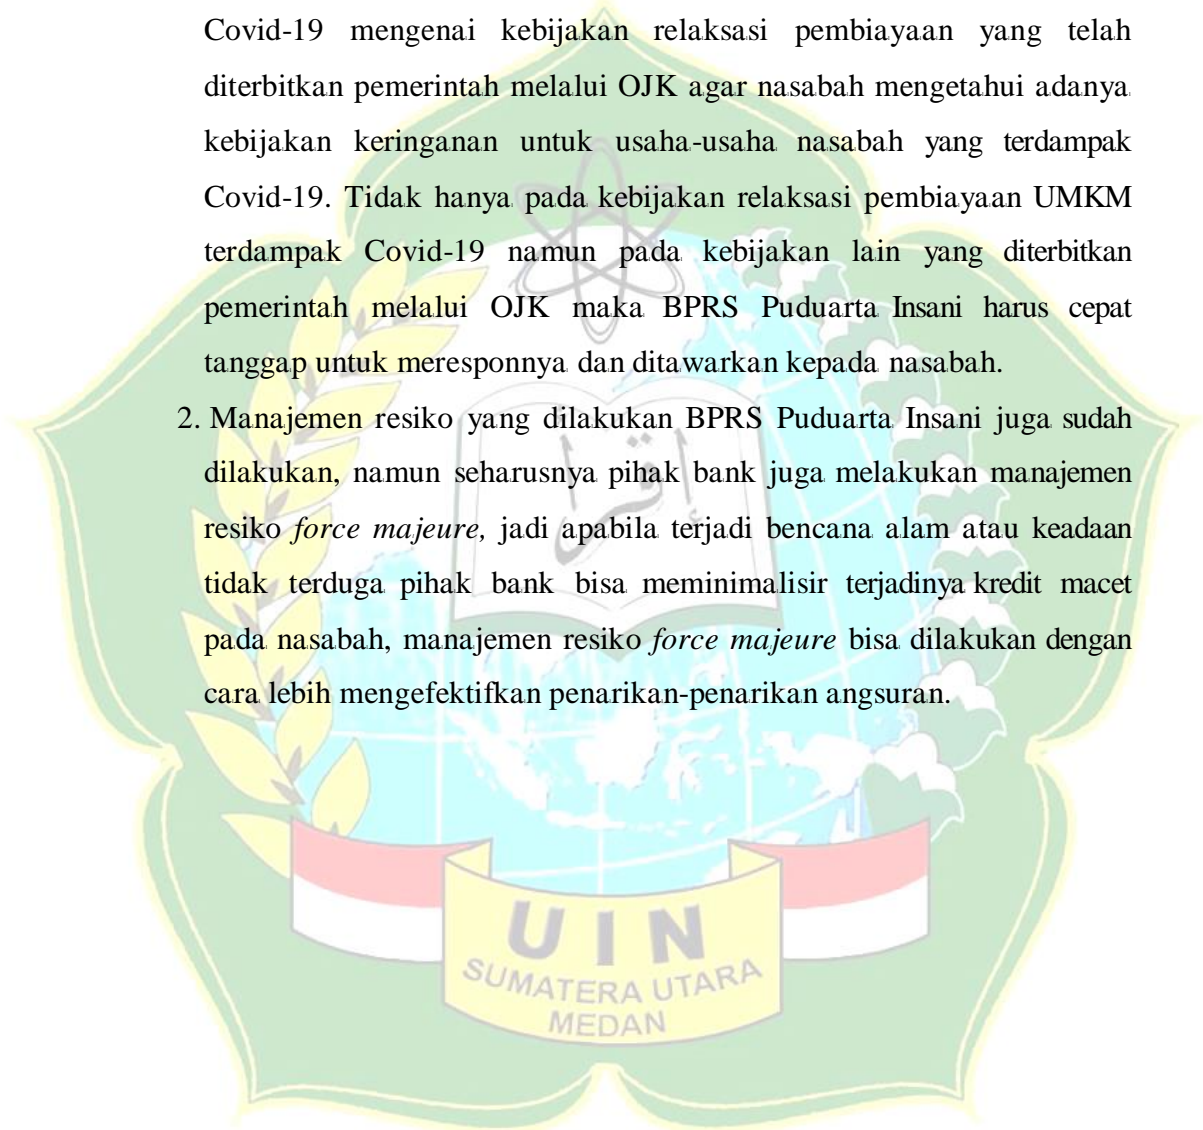 Covid-19 mengenai kebijakan relaksasi pembiayaan yang telah
diterbitkan pemerintah melalui OJK agar nasabah mengetahui adanya
kebijakan keringanan untuk usaha-usaha nasabah yang terdampak
Covid-19. Tidak hanya pada kebijakan relaksasi pembiayaan UMKM
terdampak Covid-19 namun pada kebijakan lain yang diterbitkan
pemerintah melalui OJK maka BPRS Puduarta Insani harus cepat
tanggap untuk meresponnya dan ditawarkan kepada nasabah.
2. Manajemen resiko yang dilakukan BPRS Puduarta Insani juga sudah
dilakukan, namun seharusnya pihak bank juga melakukan manajemen
resiko force majeure, jadi apabila terjadi bencana alam atau keadaan
tidak terduga pihak bank bisa meminimalisir terjadinya kredit macet
pada nasabah, manajemen resiko force majeure bisa dilakukan dengan
cara lebih mengefektifkan penarikan-penarikan angsuran.
إقرأ
UIN
SUMATERA UTARA
MEDAN